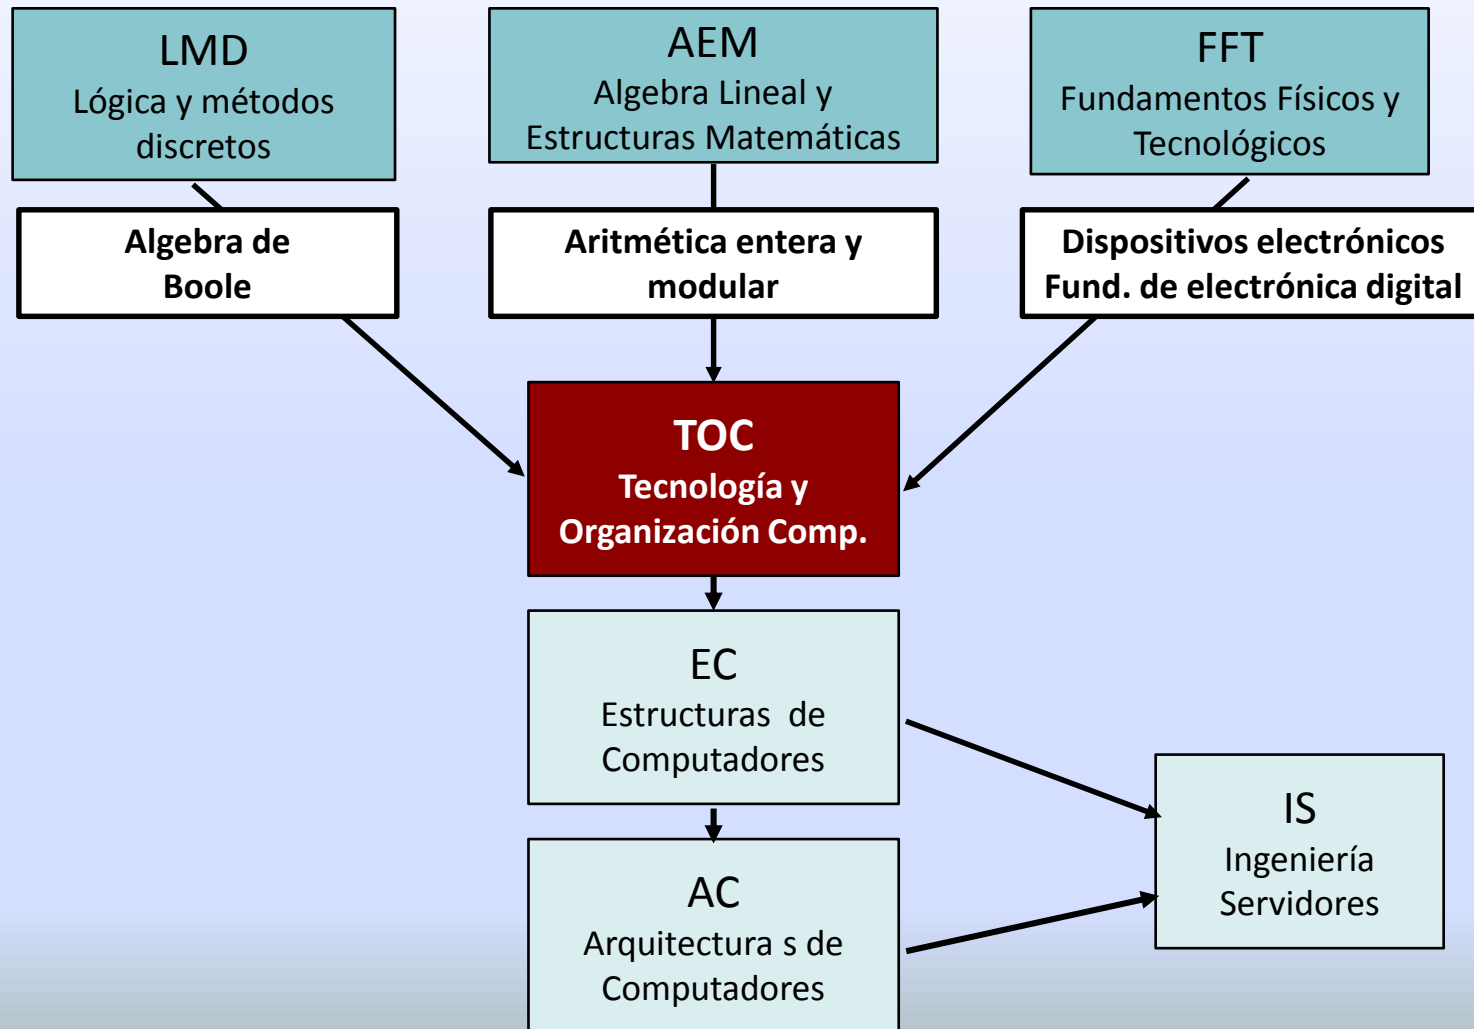 LMD
Lógica y métodos
discretos
AEM
Algebra Lineal y
Estructuras Matemáticas
FFT
Fundamentos Físicos y
Tecnológicos
Algebra de
Boole
Aritmética entera y
modular
Dispositivos electrónicos
Fund. de electrónica digital
TOC
Tecnología y
Organización Comp.
EC
Estructuras de
Computadores
IS
Ingeniería
Servidores
AC
Arquitectura s de
Computadores